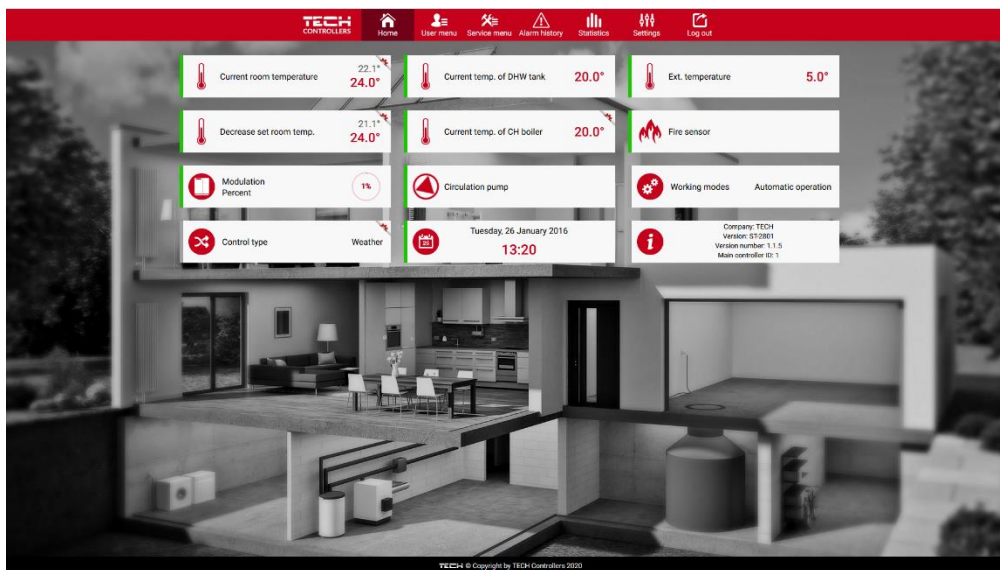 TECH
CONTROLLERS
Home
User menu
Service menu
Alarm history
Statistics
Settings
Log out
Current room temperature
22.1°
24.0°
Current temp. of DHW tank
20.0°
Ext. temperature
5.0°
Decrease set room temp.
21.1°
24.0°
Current temp. of CH boiler
20.0°
Fire sensor
Modulation
Percent
1%
Circulation pump
Working modes
Automatic operation
Control type
Weather
Tuesday, 26 January 2016
13:20
Company: TECH
Version: ST-2801
Version number: 1.1.5
Main controller ID: 1
TECH © Copyright by TECH Controllers 2020